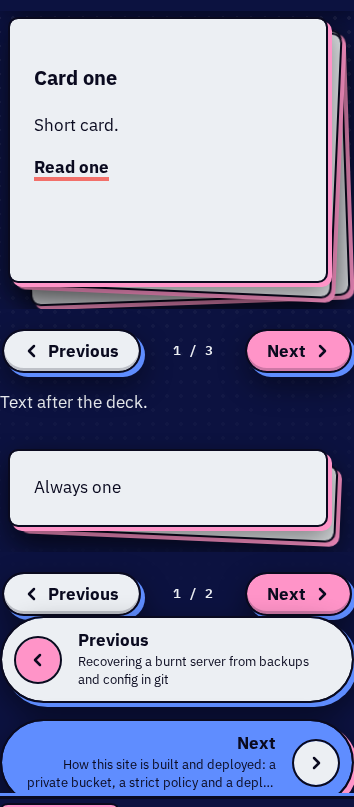 Card one
Short card.
Read one
Previous
1 / 3
Next
Text after the deck.
Always one
Previous
1 / 2
Next
Previous
Recovering a burnt server from backups
and config in git
Next
How this site is built and deployed: a
private bucket, a strict policy and a depl…